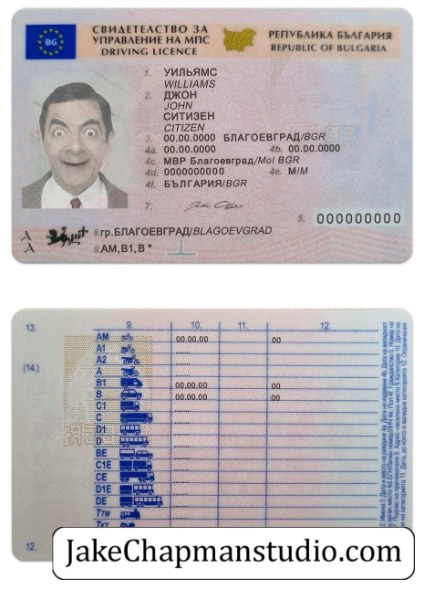 BG
СВИДЕТЕЛСТВО ЗА
УПРАВЛЕНИЕ НА МПС
DRIVING LICENCE
РЕПУБЛИКА БЪЛГАРИЯ
REPUBLIC OF BULGARIA
1. УИЛЬЯМС
WILLIAMS
2. ДЖОН
JOHN
СИТИЗЕН
CITIZEN
3. 00.00.0000 БЛАГОЕВГРАД/BGR
4a. 00.00.0000 4b. 00.00.0000
4c. МВР Благоевград/MoI BGR
4d. 0000000000 4e. М/М
4f. БЪЛГАРИЯ/BGR
7.
5. 000000000
8 гр.БЛАГОЕВГРАД/BLAGOEVGRAD
9 AM,B1,B *
13. 9. 10. 11. 12.
AM 00.00.00 00
A1
A2
(14.) A
B1 00.00.00 00
B 00.00.00 00
C1
C
D1
D
BE
C1E
CE
D1E
DE
Ттм
Ткт
12.
JakeChapmanstudio.com